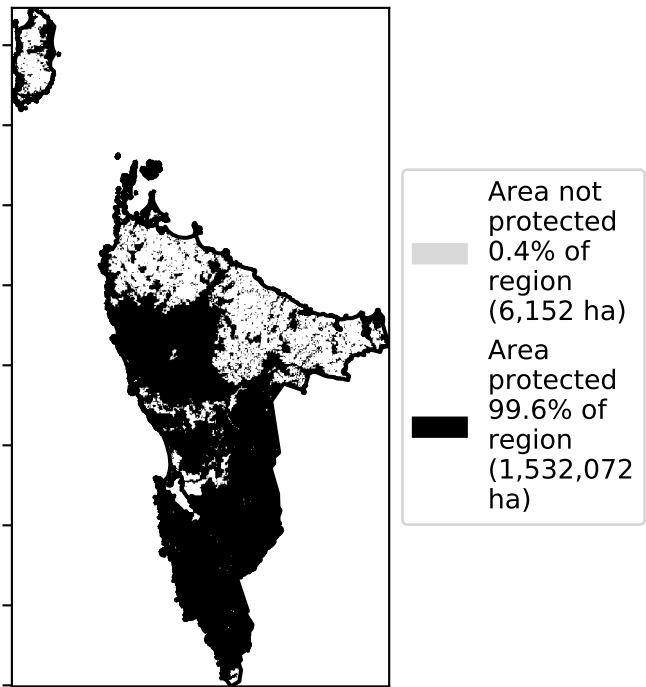 Area not
protected
0.4% of
region
(6,152 ha)
Area
protected
99.6% of
region
(1,532,072
ha)